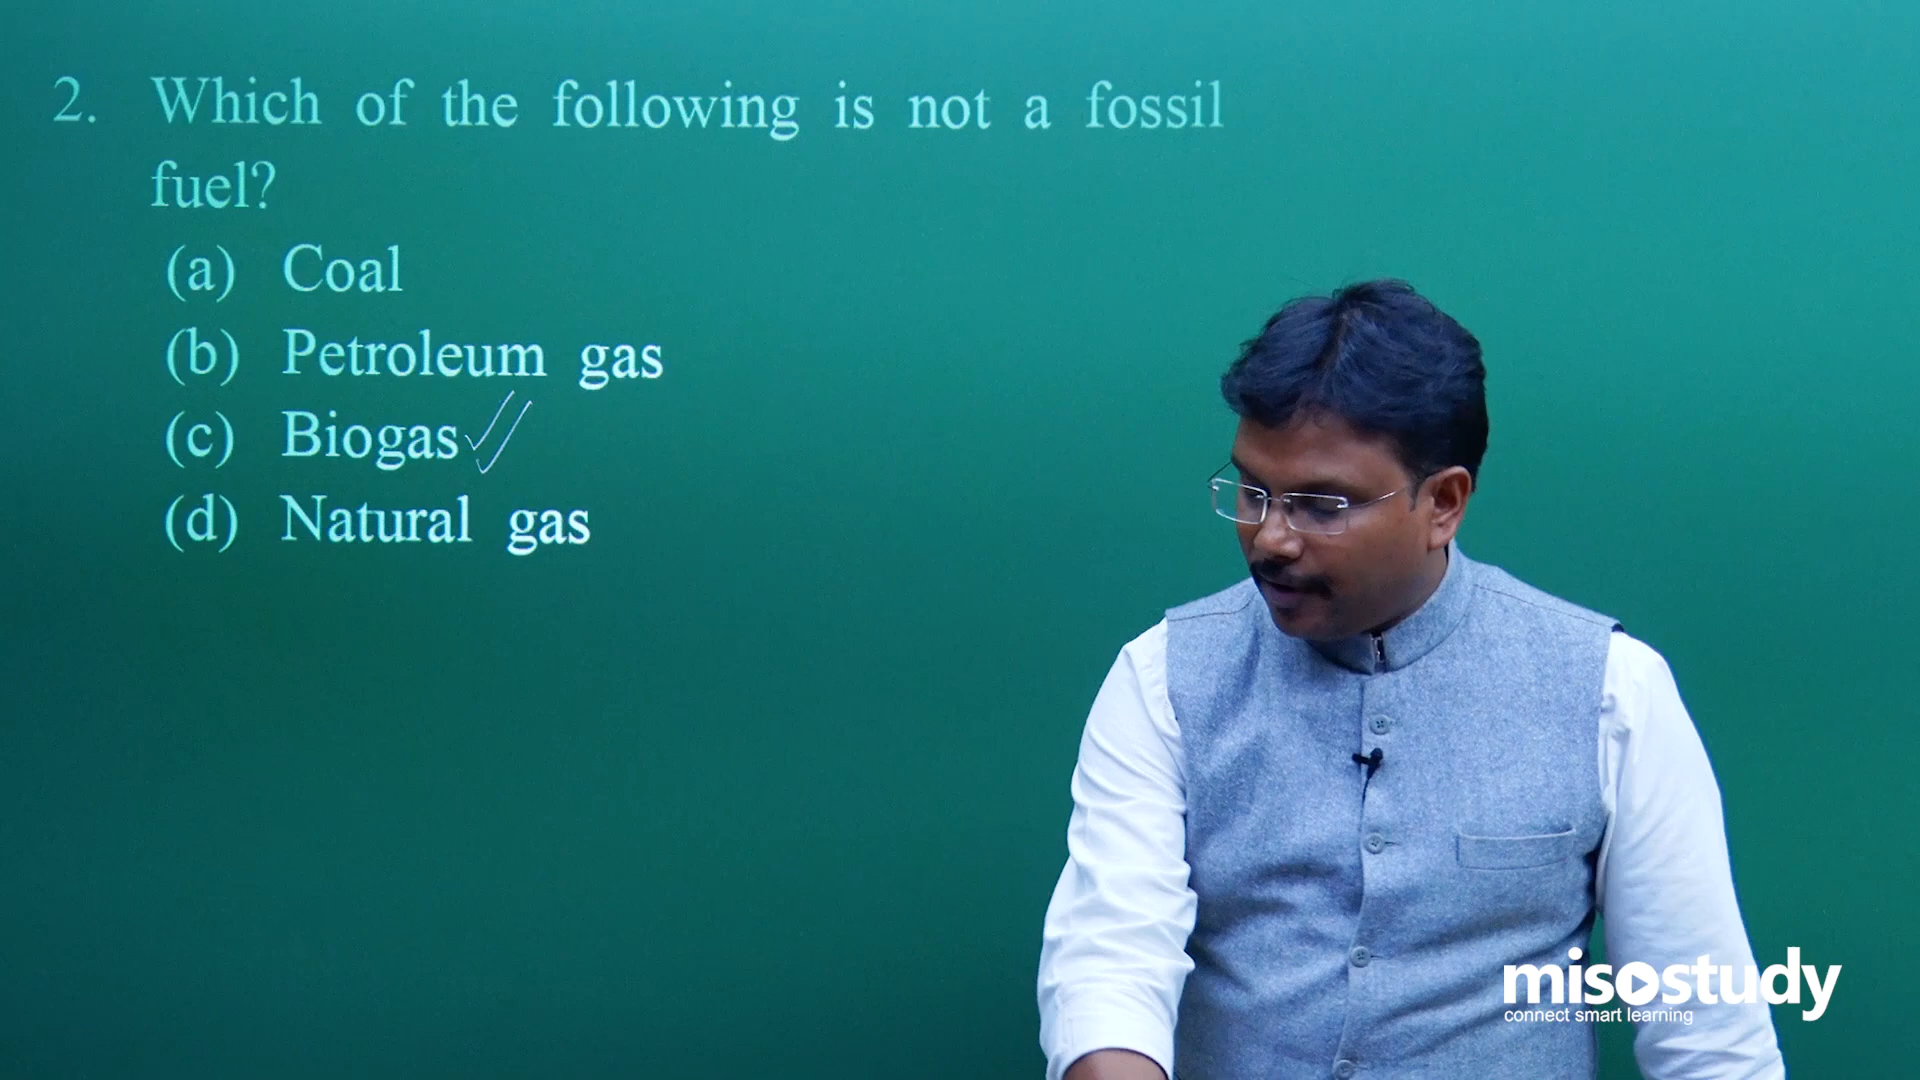 2. Which of the following is not a fossil
fuel?
(a) Coal
(b) Petroleum gas
(c) Biogas
(d) Natural gas
misostudy
connect smart learning